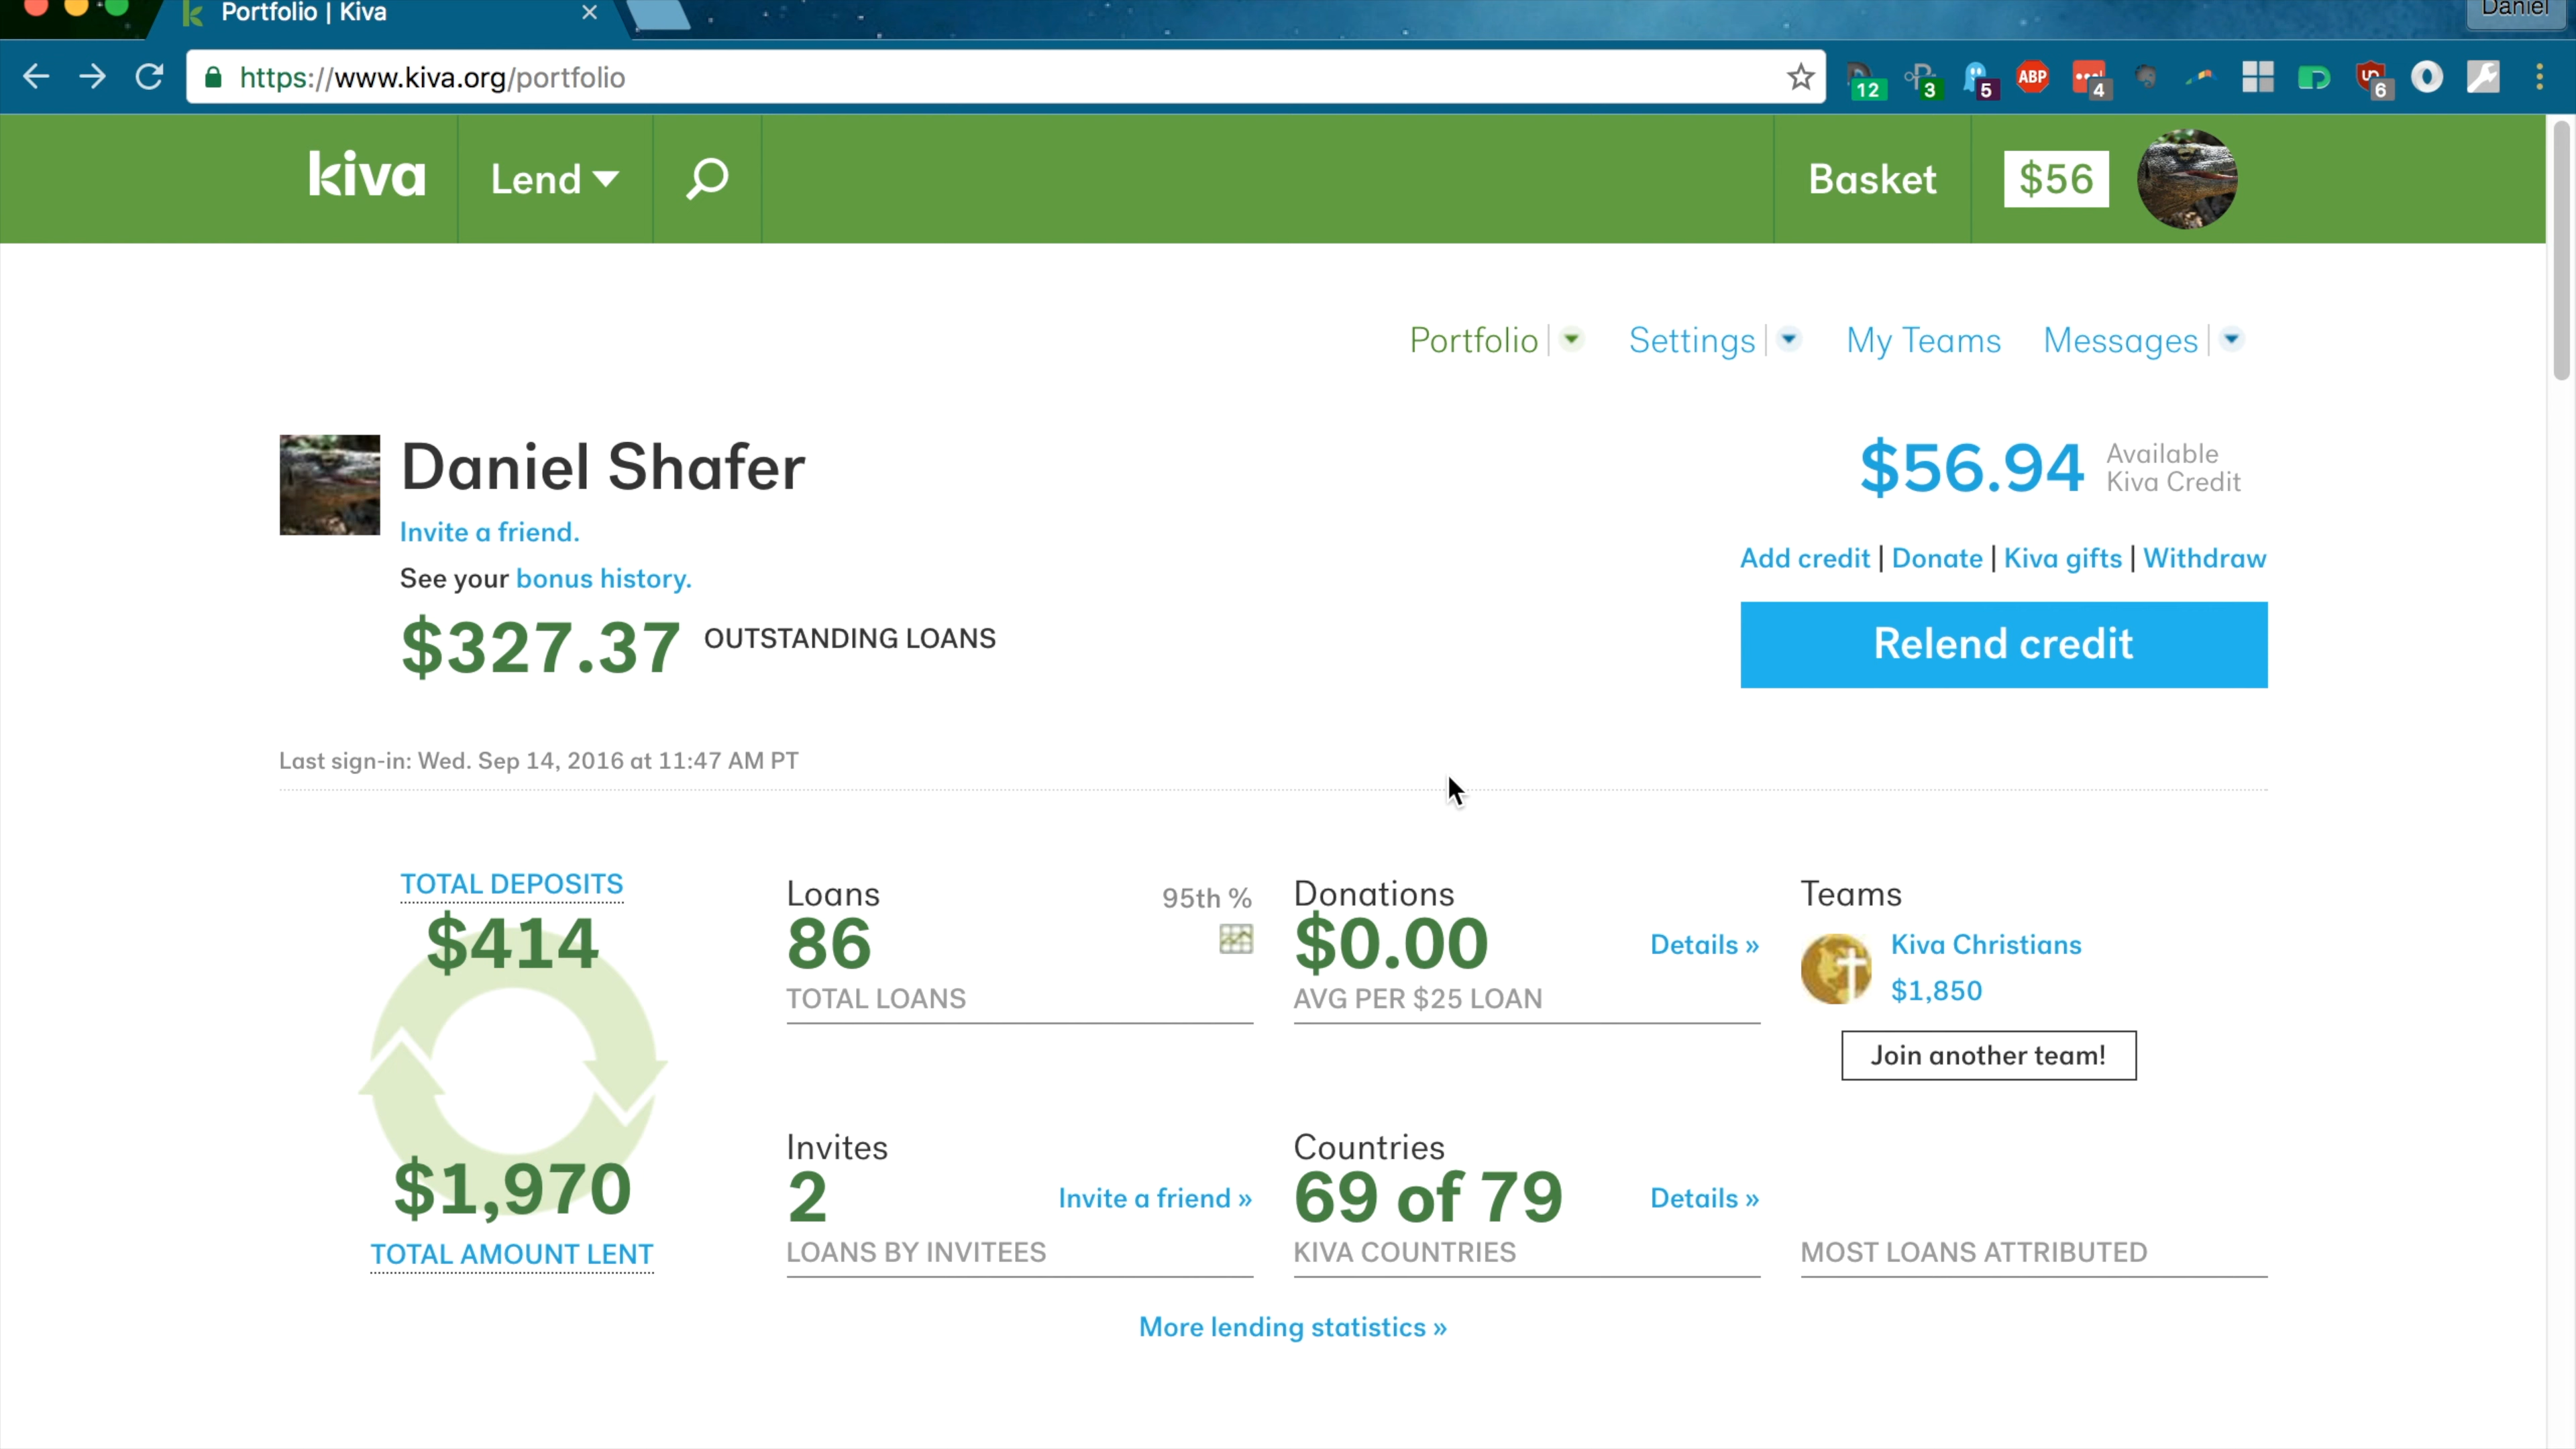 Portfolio | Kiva
Daniel
https://www.kiva.org/portfolio
12
3
5
ABP
4
6
kiva
Lend
Basket
$56
Portfolio
Settings
My Teams
Messages
Daniel Shafer
Invite a friend.
See your bonus history.
$327.37 OUTSTANDING LOANS
$56.94 Available
Kiva Credit
Add credit | Donate | Kiva gifts | Withdraw
Relend credit
Last sign-in: Wed. Sep 14, 2016 at 11:47 AM PT
TOTAL DEPOSITS
$414
$1,970
TOTAL AMOUNT LENT
Loans
95th %
86
TOTAL LOANS
Donations
$0.00
Details »
AVG PER $25 LOAN
Teams
Kiva Christians
$1,850
Join another team!
Invites
2
Invite a friend »
LOANS BY INVITEES
Countries
69 of 79
Details »
KIVA COUNTRIES
MOST LOANS ATTRIBUTED
More lending statistics »